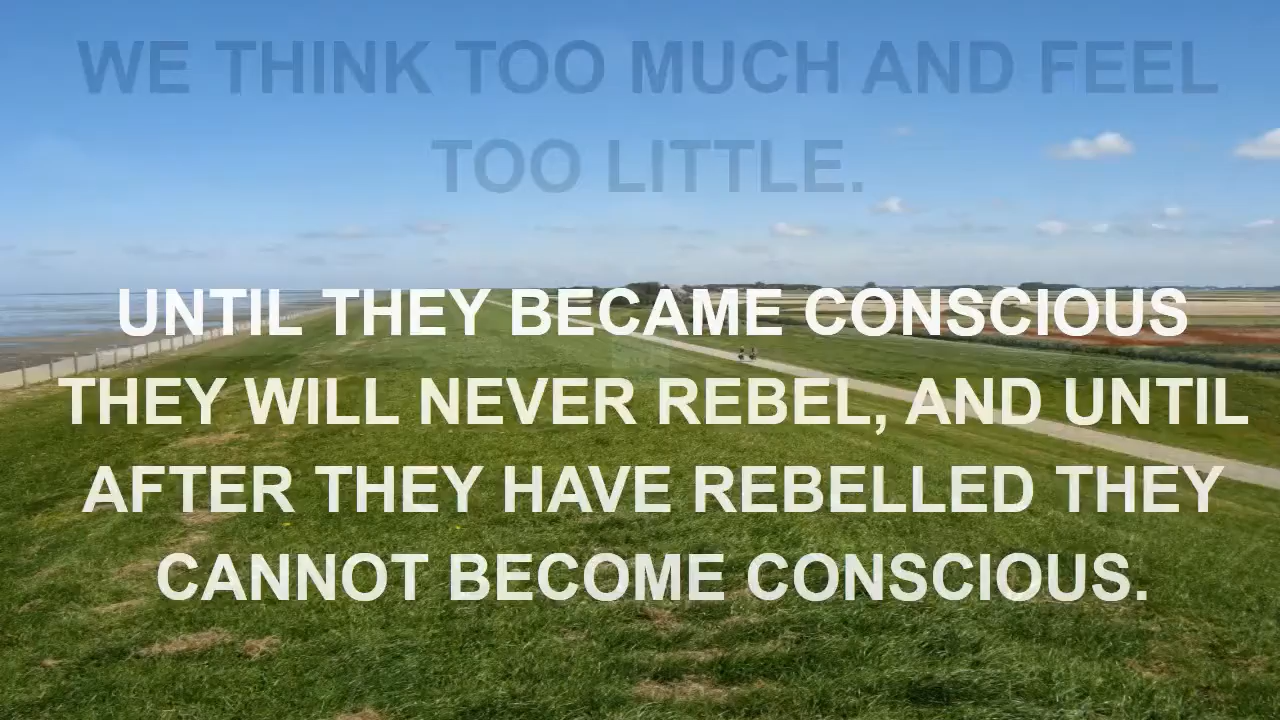 WE THINK TOO MUCH AND FEEL
TOO LITTLE.
UNTIL THEY BECAME CONSCIOUS
THEY WILL NEVER REBEL, AND UNTIL
AFTER THEY HAVE REBELLED THEY
CANNOT BECOME CONSCIOUS.